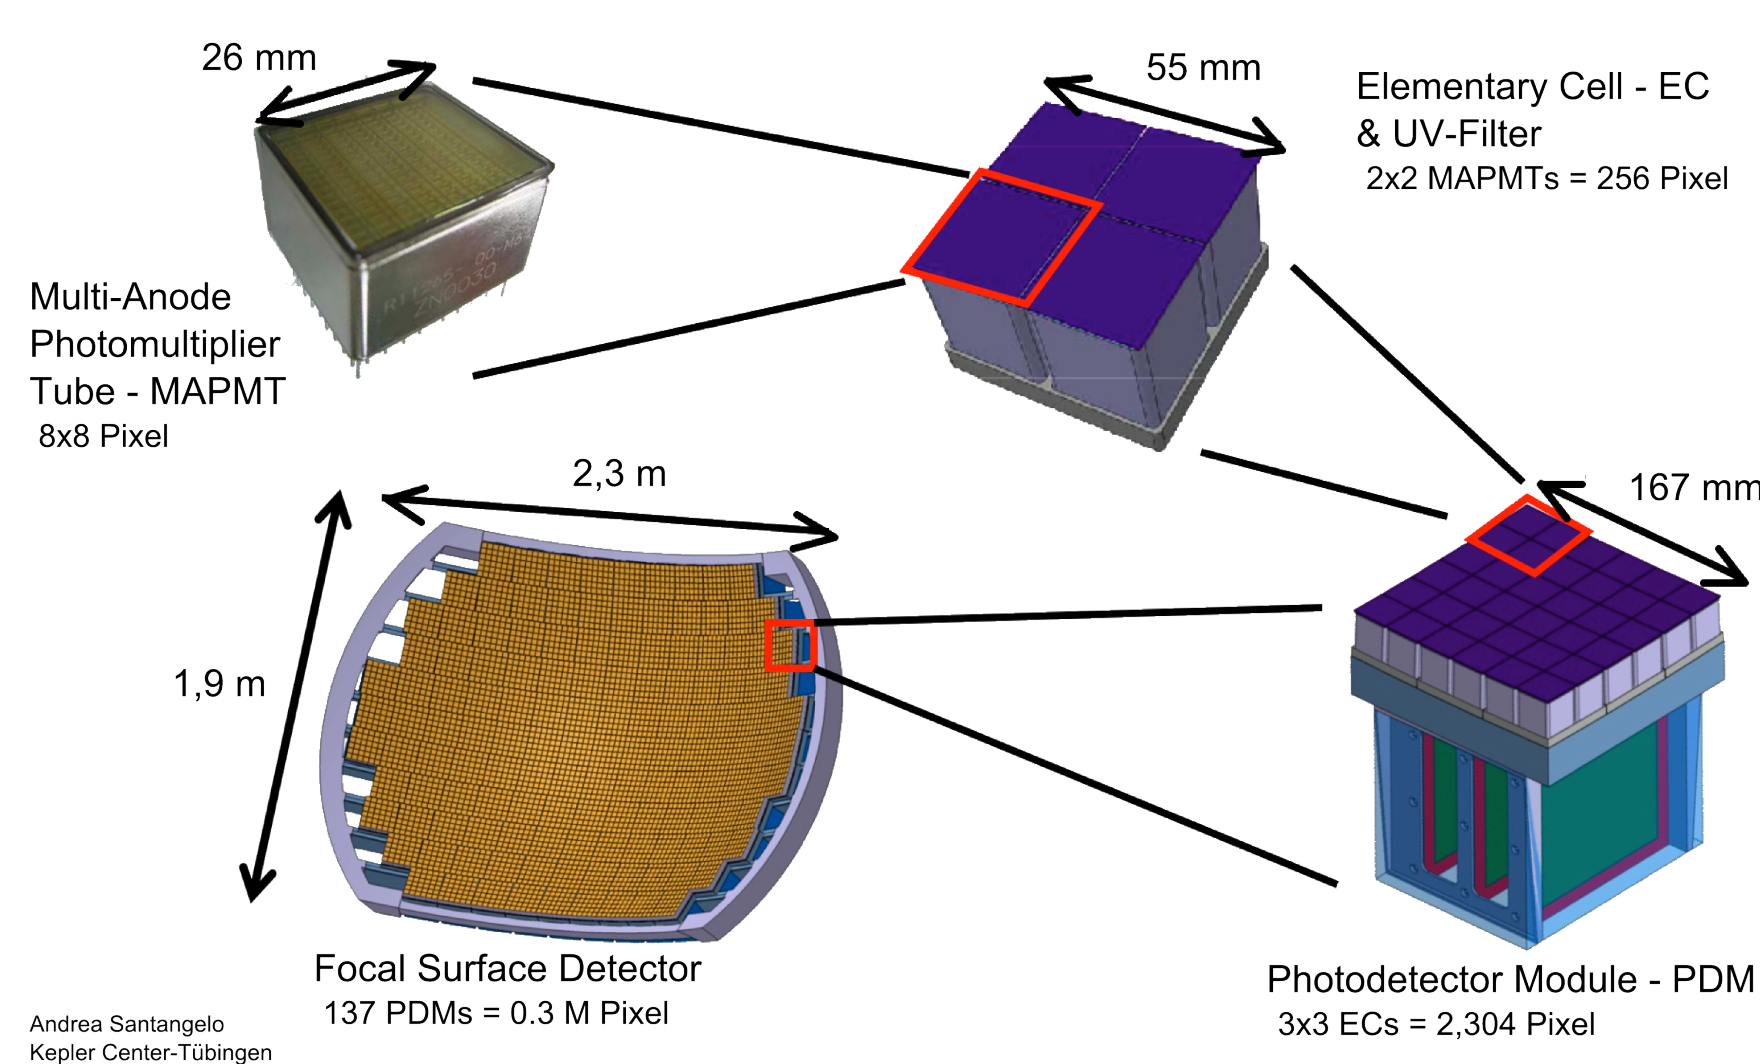 26 mm
55 mm
Elementary Cell - EC
& UV-Filter
2x2 MAPMTs = 256 Pixel
Multi-Anode
Photomultiplier
Tube - MAPMT
8x8 Pixel
ZN0030
2,3 m
167 mm
1,9 m
Focal Surface Detector
137 PDMs = 0.3 M Pixel
Photodetector Module - PDM
3x3 ECs = 2,304 Pixel
Andrea Santangelo
Kepler Center-Tübingen